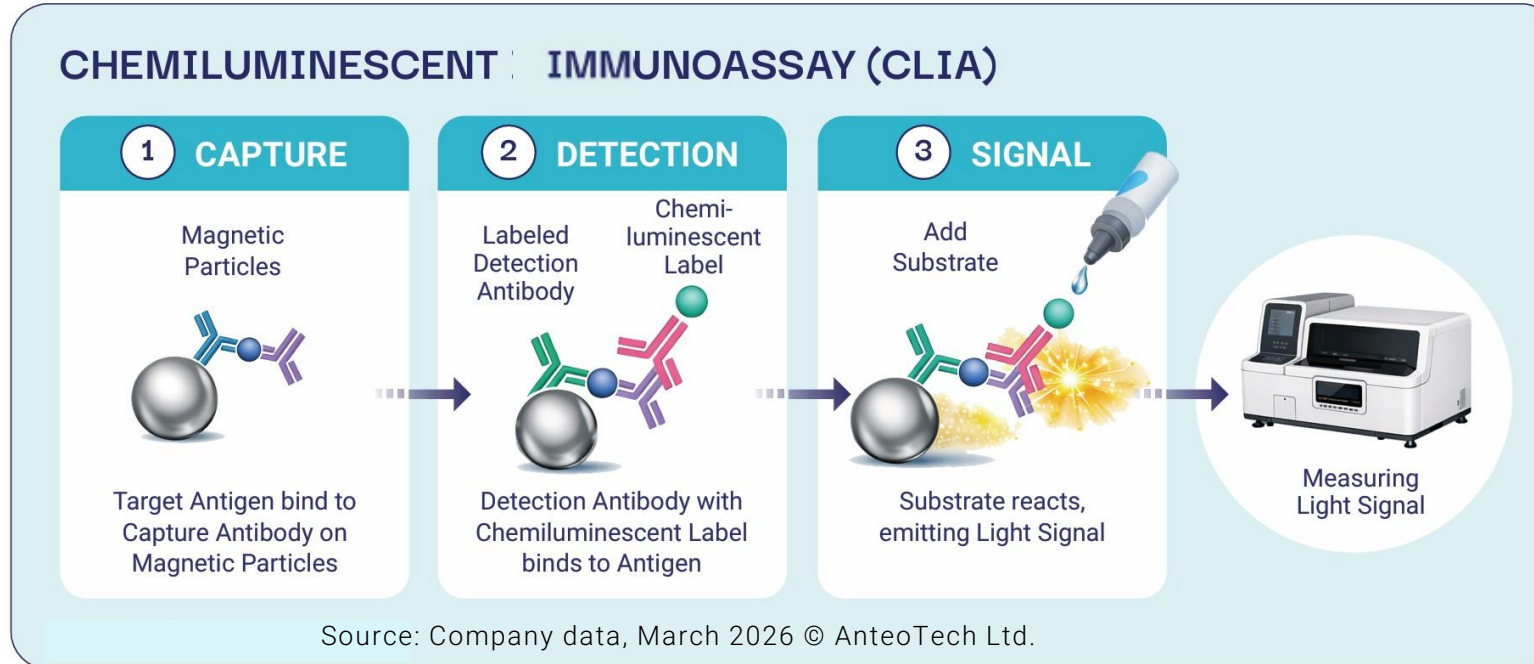 CHEMILUMINESCENT IMMUNOASSAY (CLIA)
1 CAPTURE
Magnetic
Particles
Target Antigen bind to
Capture Antibody on
Magnetic Particles
2 DETECTION
Labeled
Detection
Antibody
Chemi-
luminescent
Label
Detection Antibody with
Chemiluminescent Label
binds to Antigen
3 SIGNAL
Add
Substrate
Substrate reacts,
emitting Light Signal
Measuring
Light Signal
Source: Company data, March 2026 © AnteoTech Ltd.